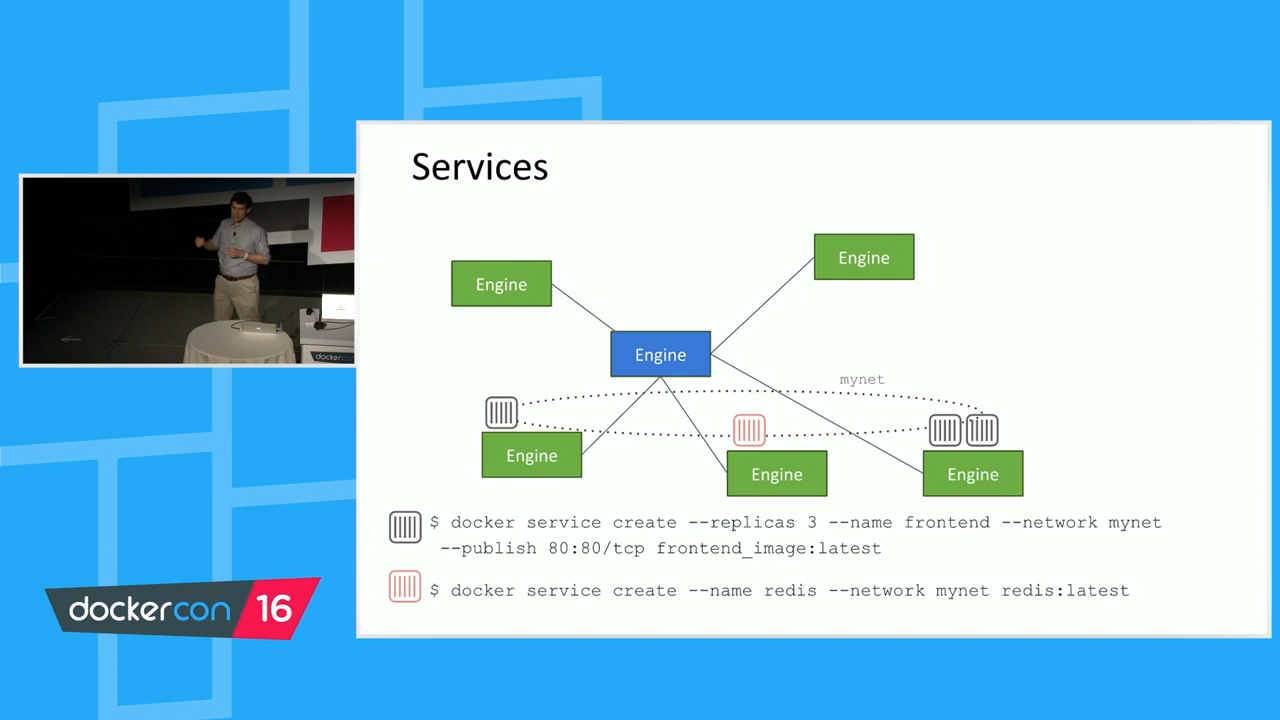 Services
Engine
Engine
Engine
mynet
Engine
Engine
Engine
$ docker service create --replicas 3 --name frontend --network mynet
--publish 80:80/tcp frontend_image:latest
$ docker service create --name redis --network mynet redis:latest
dockercon 16
dockercon